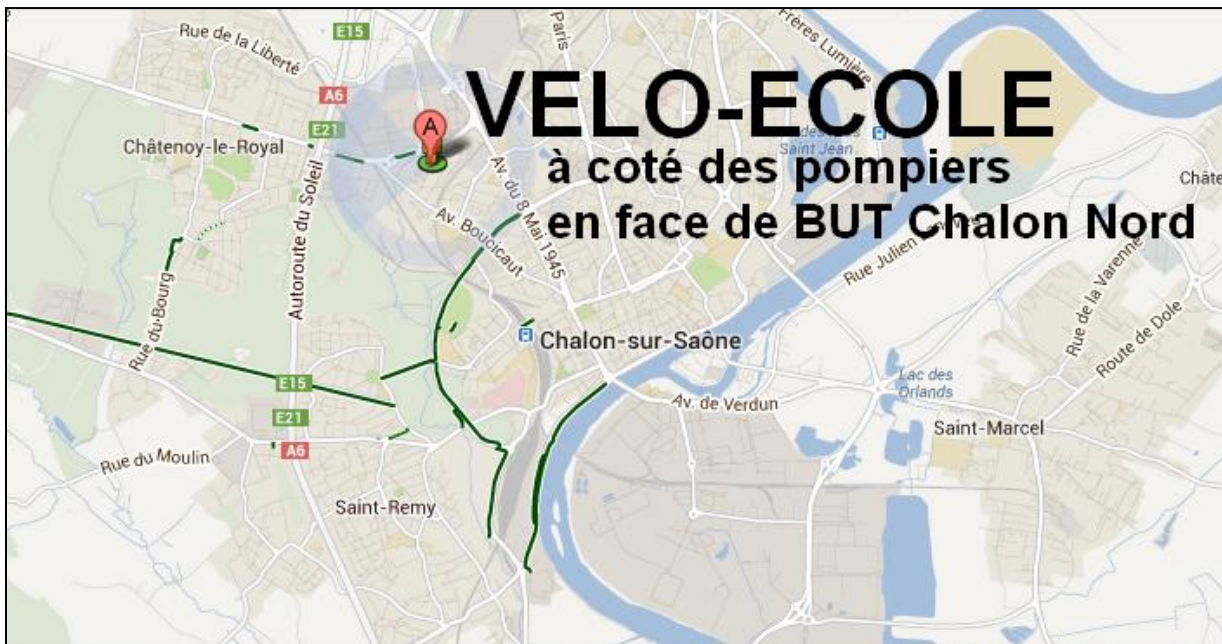 E15
Rue de la Liberté
Paris
Frères Lumière
VELO-ECOLE
A6
A
E21
Châtenoy-le-Royal
Saint Jean
à coté des pompiers
Châte
Av. du 8 Mai 1945
Autoroute du Soleil
Av. Boucicaut
en face de BUT Chalon Nord
Rue Julien
Rue de la Varenne
Rue du Bourg
Route de Dole
Chalon-sur-Saône
E15
Lac des
Orlands
E21
Av. de Verdun
Saint-Marcel
A6
Rue du Moulin
Saint-Remy